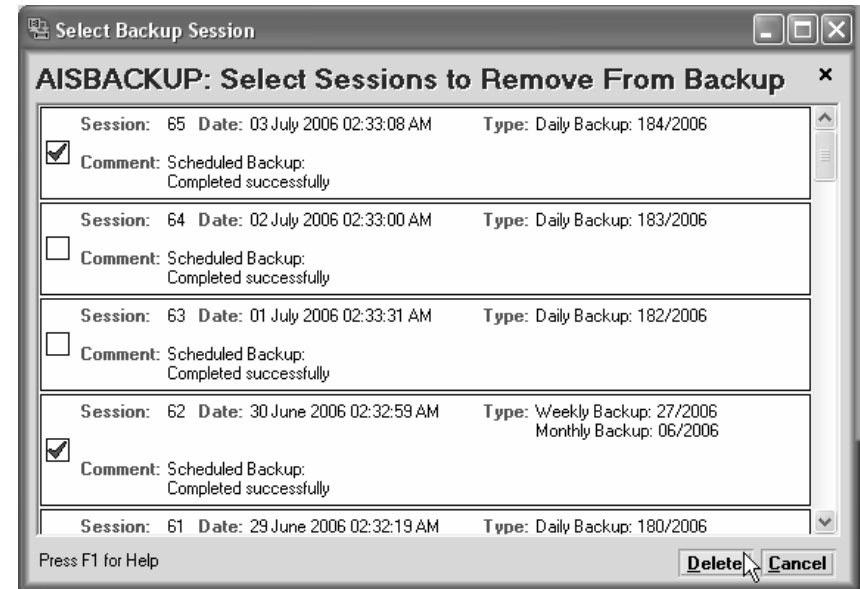 Select Backup Session
AISBACKUP: Select Sessions to Remove From Backup
Session: 65 Date: 03 July 2006 02:33:08 AM Type: Daily Backup: 184/2006
Comment: Scheduled Backup:
Completed successfully
Session: 64 Date: 02 July 2006 02:33:00 AM Type: Daily Backup: 183/2006
Comment: Scheduled Backup:
Completed successfully
Session: 63 Date: 01 July 2006 02:33:31 AM Type: Daily Backup: 182/2006
Comment: Scheduled Backup:
Completed successfully
Session: 62 Date: 30 June 2006 02:32:59 AM Type: Weekly Backup: 27/2006
Monthly Backup: 06/2006
Comment: Scheduled Backup:
Completed successfully
Session: 61 Date: 29 June 2006 02:32:19 AM Type: Daily Backup: 180/2006
Press F1 for Help Delete Cancel